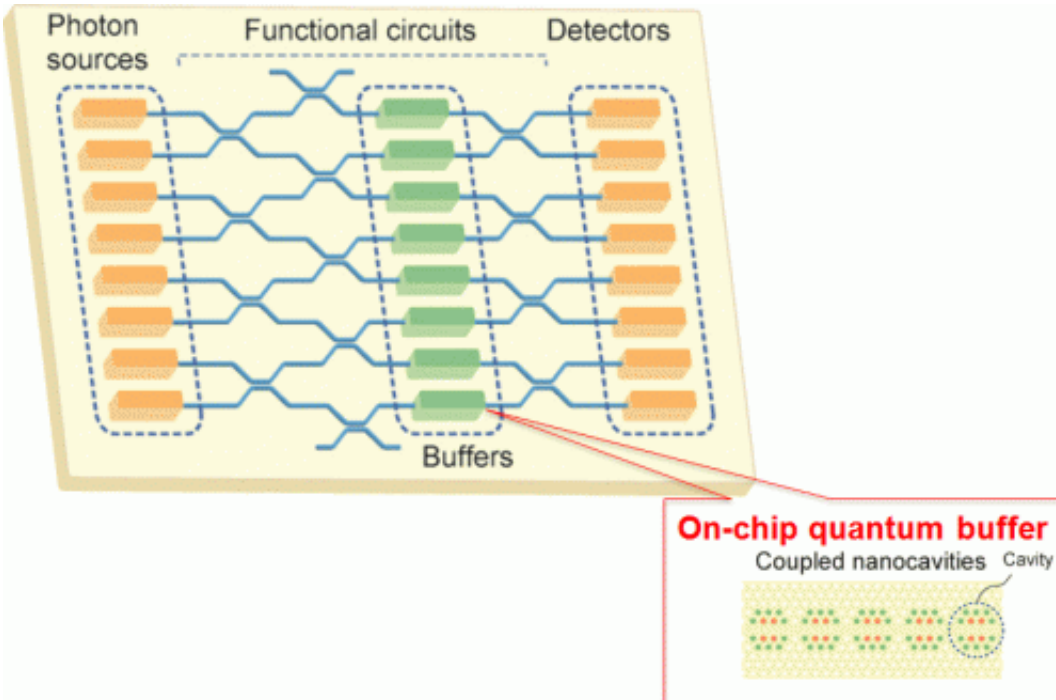 Photon
sources
Functional circuits
Detectors
Buffers
On-chip quantum buffer
Coupled nanocavities
Cavity